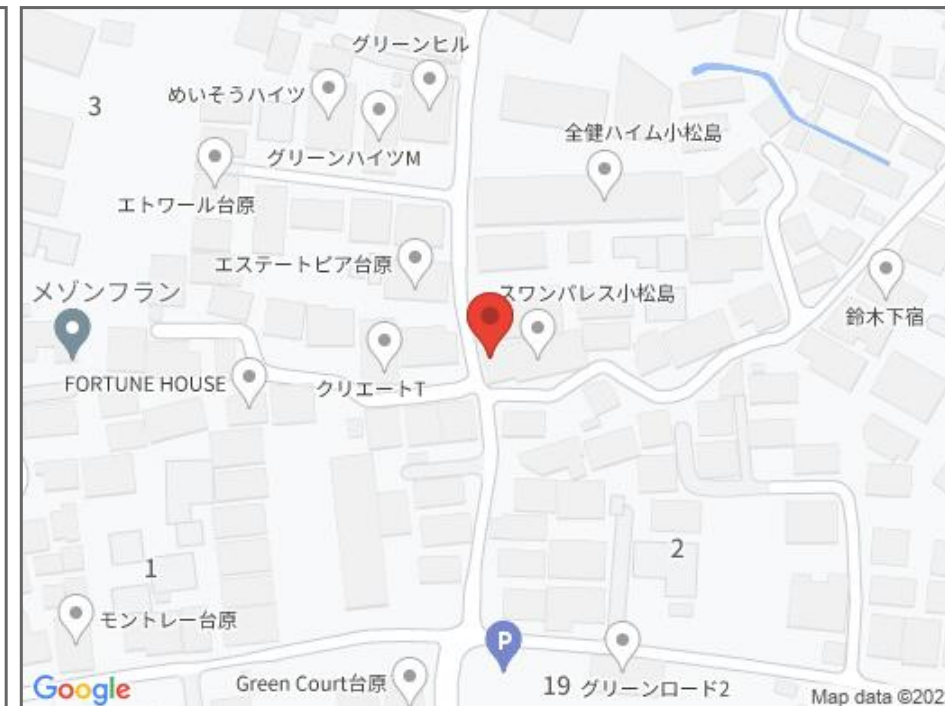 グリーンヒル
めいそうハイツ
3
グリーンハイツM
全健ハイム小松島
エトワール台原
エステートピア台原
メゾンフラン
スワンパレス小松島
鈴木下宿
FORTUNE HOUSE
クリエートT
2
1
モントレー台原
P
Green Court台原
19
グリーンロード2
Google
Map data ©202